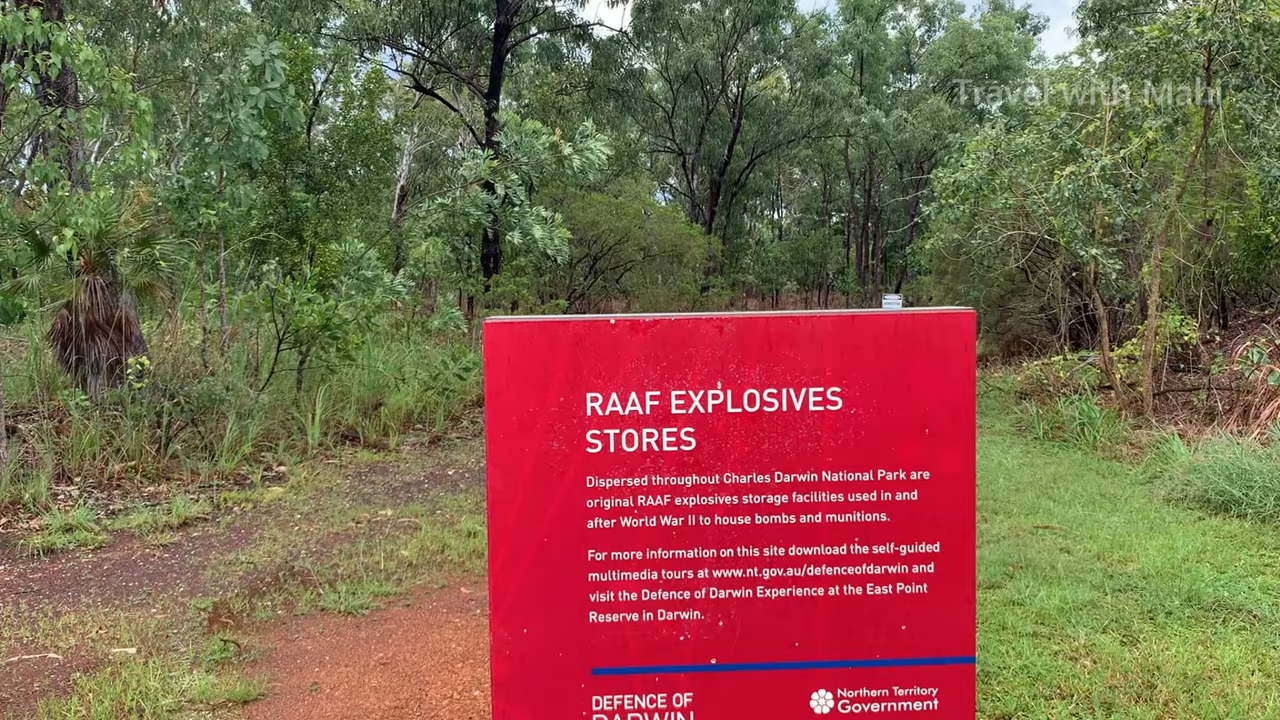 Travel with Mahi
RAAF EXPLOSIVES
STORES
Dispersed throughout Charles Darwin National Park are
original RAAF explosives storage facilities used in and
after World War II to house bombs and munitions.
For more information on this site download the self-guided
multimedia tours at www.nt.gov.au/defenceofdarwin and
visit the Defence of Darwin Experience at the East Point
Reserve in Darwin.
DEFENCE OF
DARWIN
Northern Territory
Government